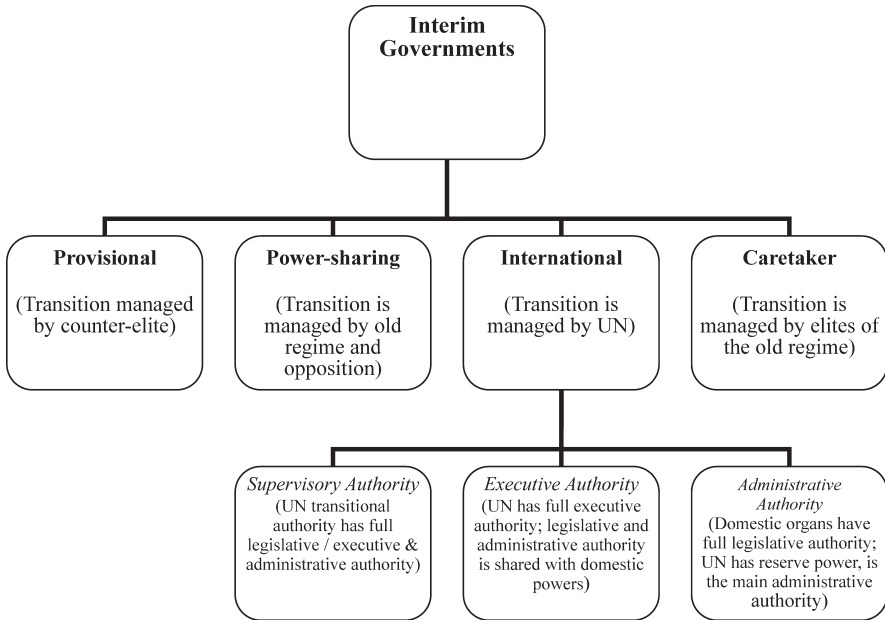 Interim
Governments
Provisional
(Transition managed
by counter-elite)
Power-sharing
(Transition is
managed by old
regime and
opposition)
International
(Transition is
managed by UN)
Caretaker
(Transition is
managed by elites of
the old regime)
Supervisory Authority
(UN transitional
authority has full
legislative / executive &
administrative authority)
Executive Authority
(UN has full executive
authority; legislative and
administrative authority
is shared with domestic
powers)
Administrative
Authority
(Domestic organs have
full legislative authority;
UN has reserve power, is
the main administrative
authority)